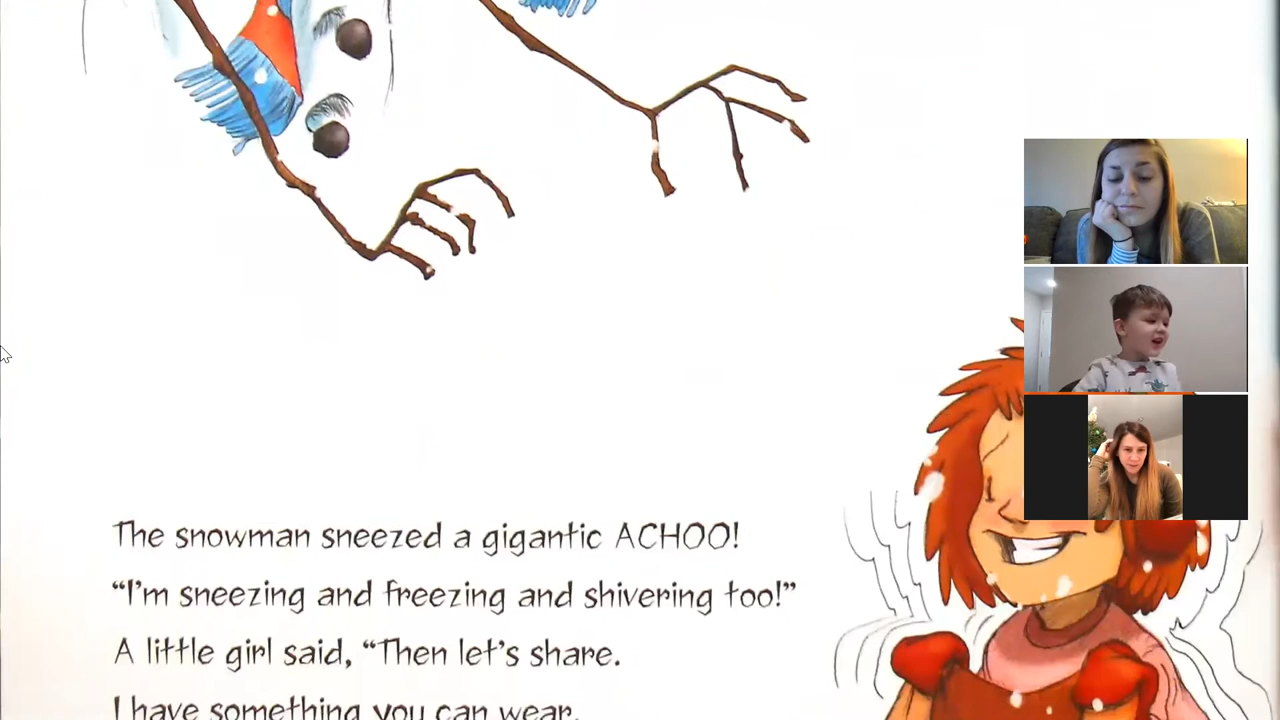 The snowman sneezed a gigantic ACHOO!
“I'm sneezing and freezing and shivering too!”
A little girl said, “Then let's share.
I have something you can wear.